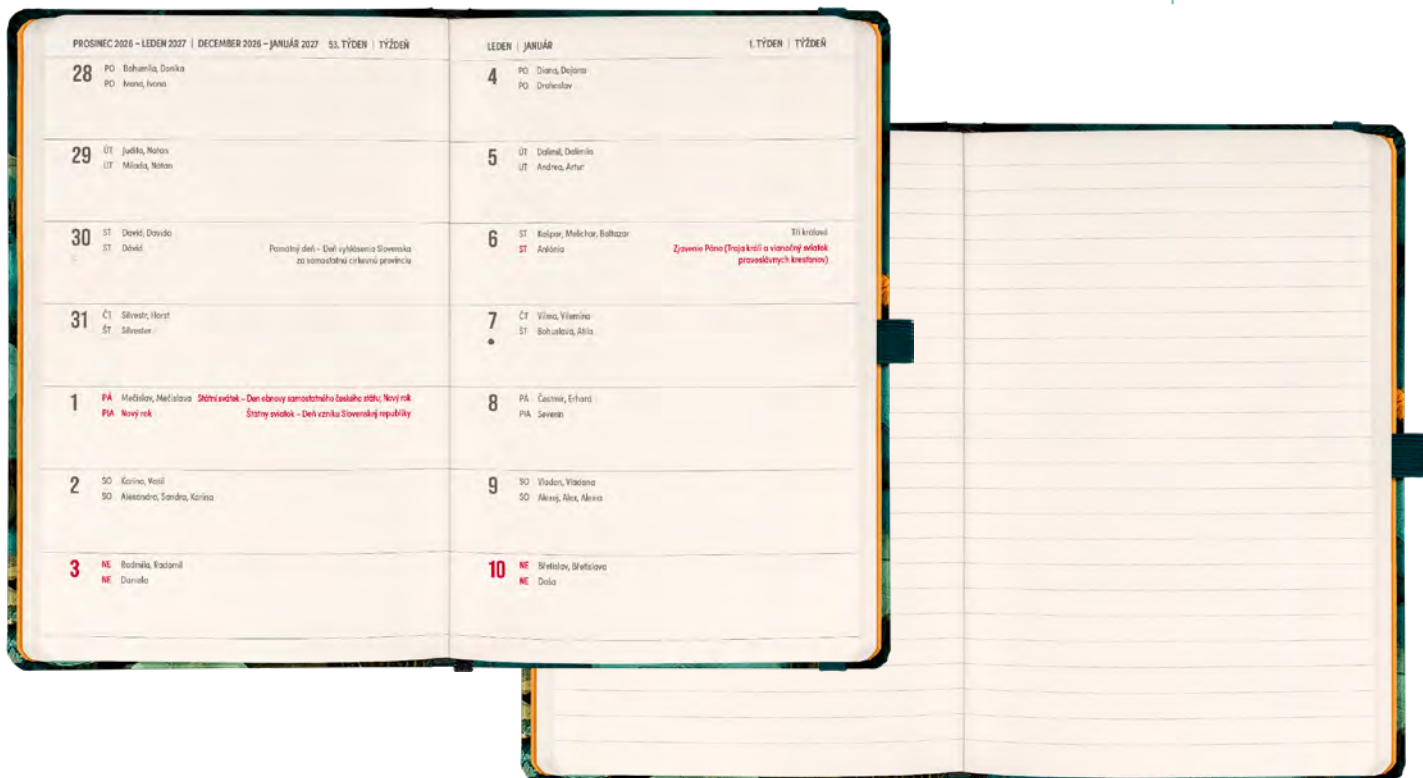 PROSINEC 2026 – LEDEN 2027 | DECEMBER 2026 – JANUÁR 2027 53. TÝDEN | TÝŽDEŇ
28 PO Bohumila, Danika
PO Ivana, Ivona
29 ÚT Judita, Natan
UT Milada, Nátan
30 ST David, Davida
ST Dávid Pamätný deň – Deň vyhlásenia Slovenska
za samostatnú cirkevnú provinciu
31 ČT Silvestr, Horst
ŠT Silvester
1 PÁ Mečislav, Mečislava Státní svátek – Den obnovy samostatného českého státu; Nový rok
PIA Nový rok Štátny sviatok – Deň vzniku Slovenskej republiky
2 SO Karina, Vasil
SO Alexandra, Sandra, Karina
3 NE Radmila, Radomil
NE Daniela
LEDEN | JANUÁR 1. TÝDEN | TÝŽDEŇ
4 PO Diana, Dajana
PO Drahoslav
5 ÚT Dalimil, Dalimila
UT Andrea, Artur
6 ST Kašpar, Melichar, Baltazar Tři králové
ST Antónia Zjavenie Pána (Traja králi a vianočný sviatok
pravoslávnych kresťanov)
7 ČT Vilma, Vilemína
ŠT Bohuslava, Atila
8 PÁ Čestmír, Erhard
PIA Severín
9 SO Vladan, Vladana
SO Alexej, Alex, Alexia
10 NE Břetislav, Břetislava
NE Daša